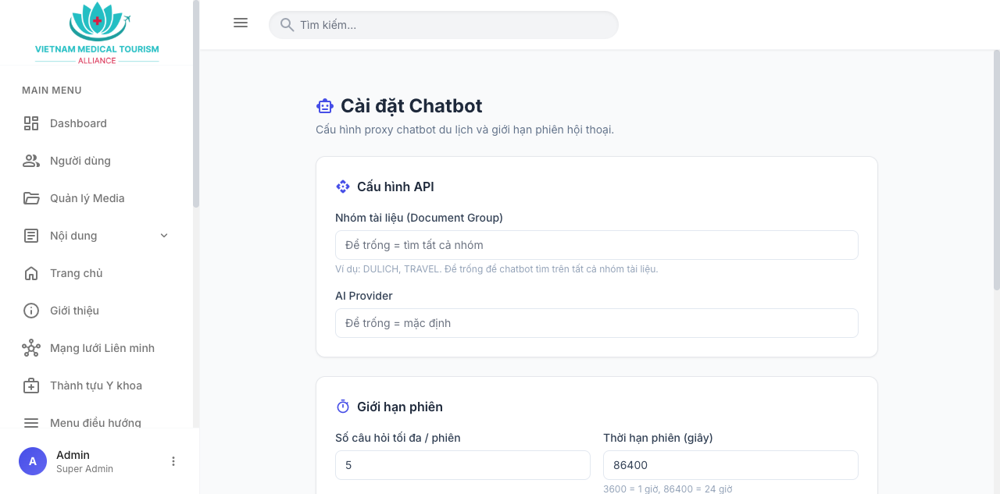 VIETNAM MEDICAL TOURISM
ALLIANCE
MAIN MENU
Dashboard
Người dùng
Quản lý Media
Nội dung
Trang chủ
Giới thiệu
Mạng lưới Liên minh
Thành tựu Y khoa
Menu điều hướng
A
Admin
Super Admin
Tìm kiếm...
Cài đặt Chatbot
Cấu hình proxy chatbot du lịch và giới hạn phiên hội thoại.
Cấu hình API
Nhóm tài liệu (Document Group)
Để trống = tìm tất cả nhóm
Ví dụ: DULICH, TRAVEL. Để trống để chatbot tìm trên tất cả nhóm tài liệu.
AI Provider
Để trống = mặc định
Giới hạn phiên
Số câu hỏi tối đa / phiên
5
Thời hạn phiên (giây)
86400
3600 = 1 giờ, 86400 = 24 giờ